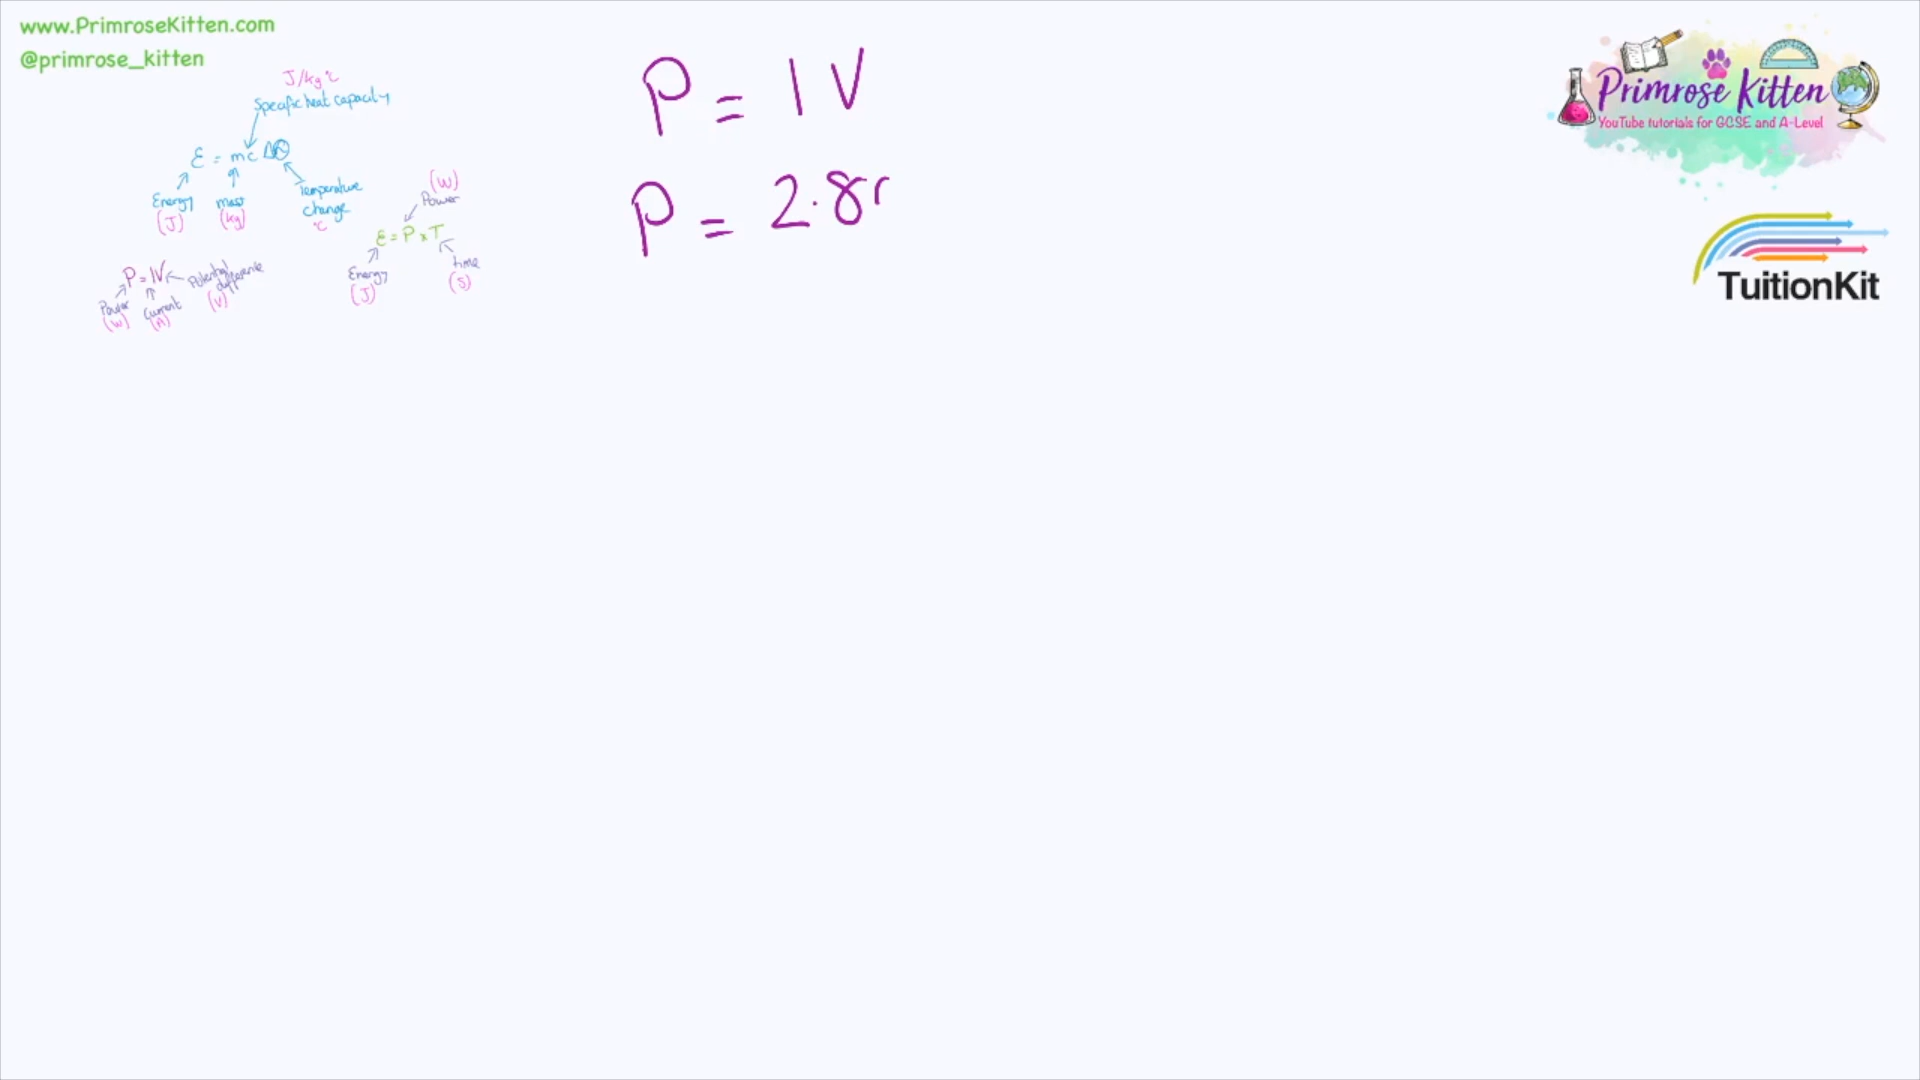 www.PrimroseKitten.com
@primrose_kitten
J/kg°C
Specific heat capacity
E = mcΔθ
Energy
(J)
mass
(kg)
Temperature
change
°C
(W)
Power
E = P x T
Energy
(J)
time
(s)
P = IV
Power
(W)
Current
(A)
Potential
difference
(V)
P = IV
P = 2.8
Primrose Kitten
YouTube tutorials for GCSE and A-Level
TuitionKit